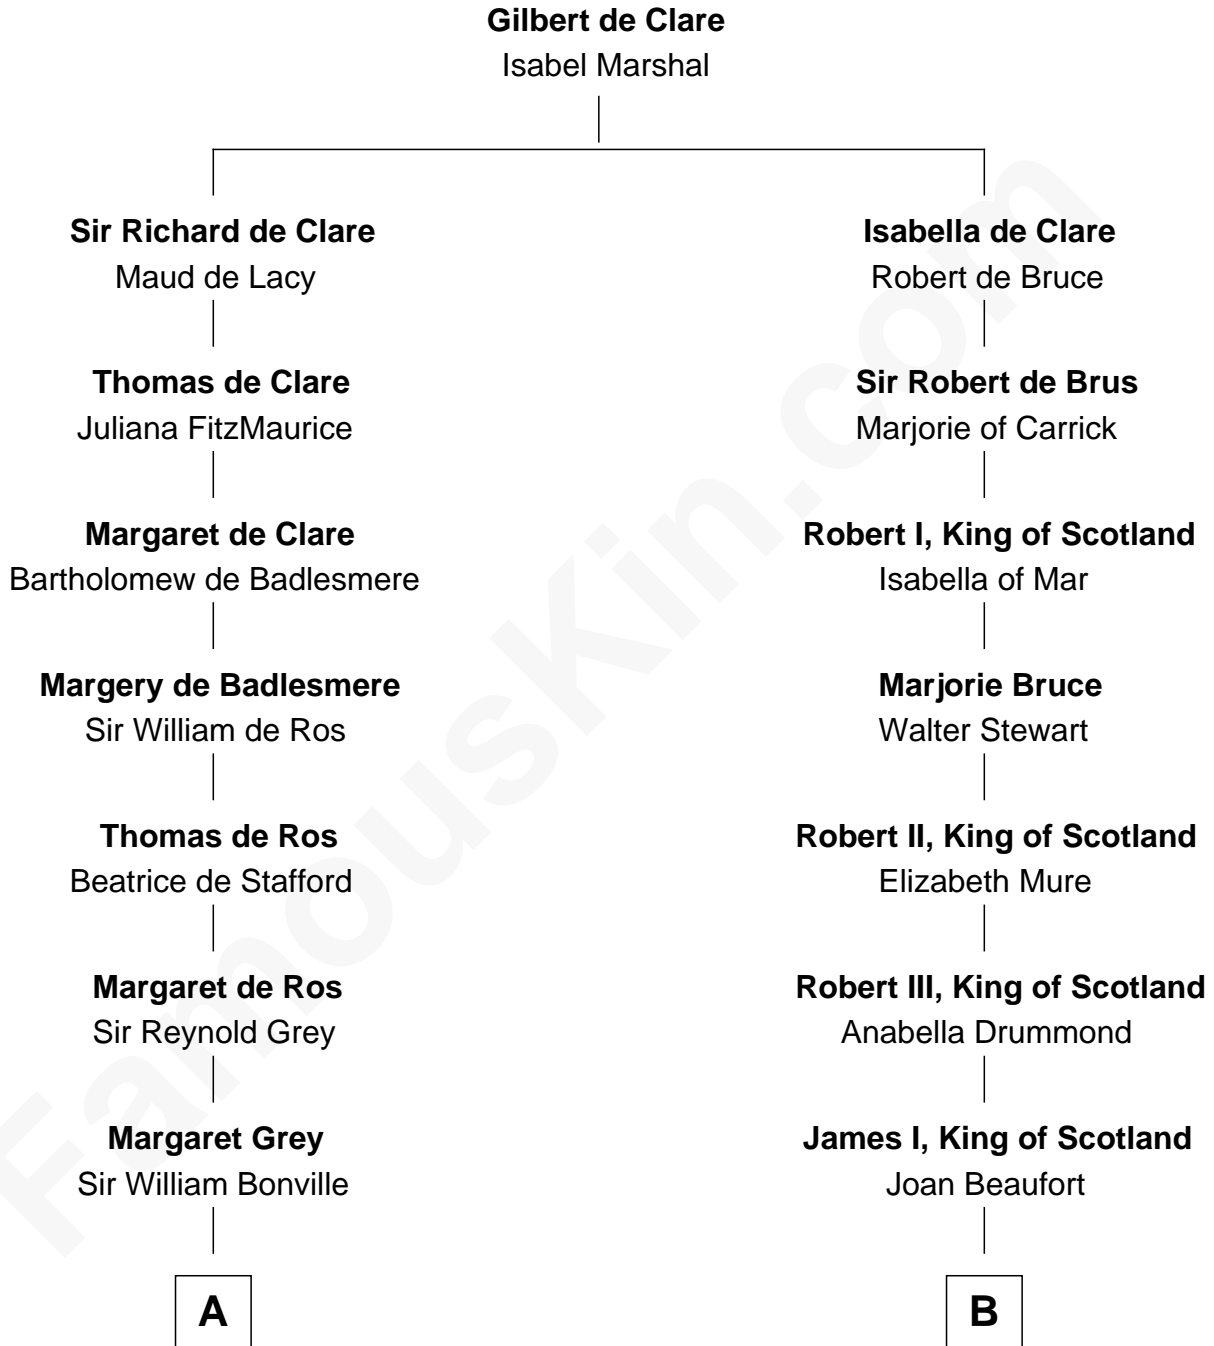 Gilbert de Clare
Isabel Marshal
Sir Richard de Clare
Maud de Lacy
Thomas de Clare
Juliana FitzMaurice
Margaret de Clare
Bartholomew de Badlesmere
Margery de Badlesmere
Sir William de Ros
Thomas de Ros
Beatrice de Stafford
Margaret de Ros
Sir Reynold Grey
Margaret Grey
Sir William Bonville
A
Isabella de Clare
Robert de Bruce
Sir Robert de Brus
Marjorie of Carrick
Robert I, King of Scotland
Isabella of Mar
Marjorie Bruce
Walter Stewart
Robert II, King of Scotland
Elizabeth Mure
Robert III, King of Scotland
Anabella Drummond
James I, King of Scotland
Joan Beaufort
B
FamousKin.com